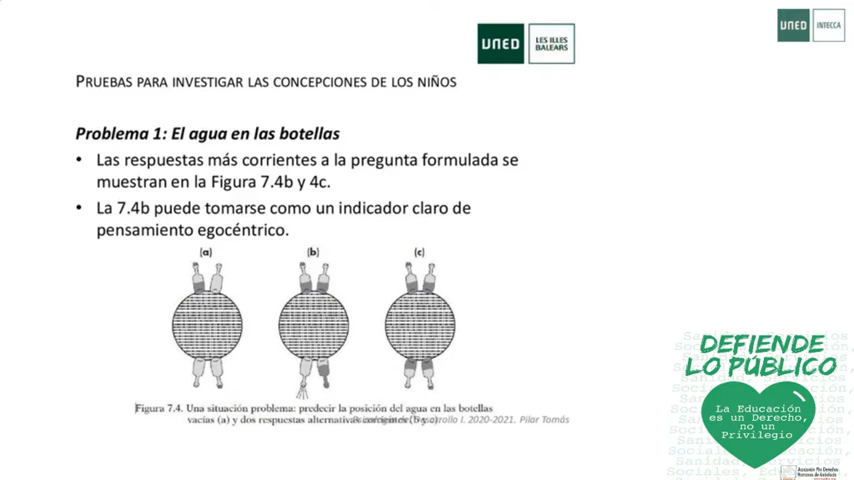 UNED
LES ILLES
BALEARS
UNED
INTECCA
PRUEBAS PARA INVESTIGAR LAS CONCEPCIONES DE LOS NIÑOS
Problema 1: El agua en las botellas
• Las respuestas más corrientes a la pregunta formulada se
muestran en la Figura 7.4b y 4c.
• La 7.4b puede tomarse como un indicador claro de
pensamiento egocéntrico.
(a) (b) (c)
Figura 7.4. Una situación problema: predecir la posición del agua en las botellas
vacías (a) y dos respuestas alternativas
I. 2020-2021. Pilar Tomás
DEFIENDE
LO PÚBLICO
La Educación
es un Derecho,
no un
Privilegio